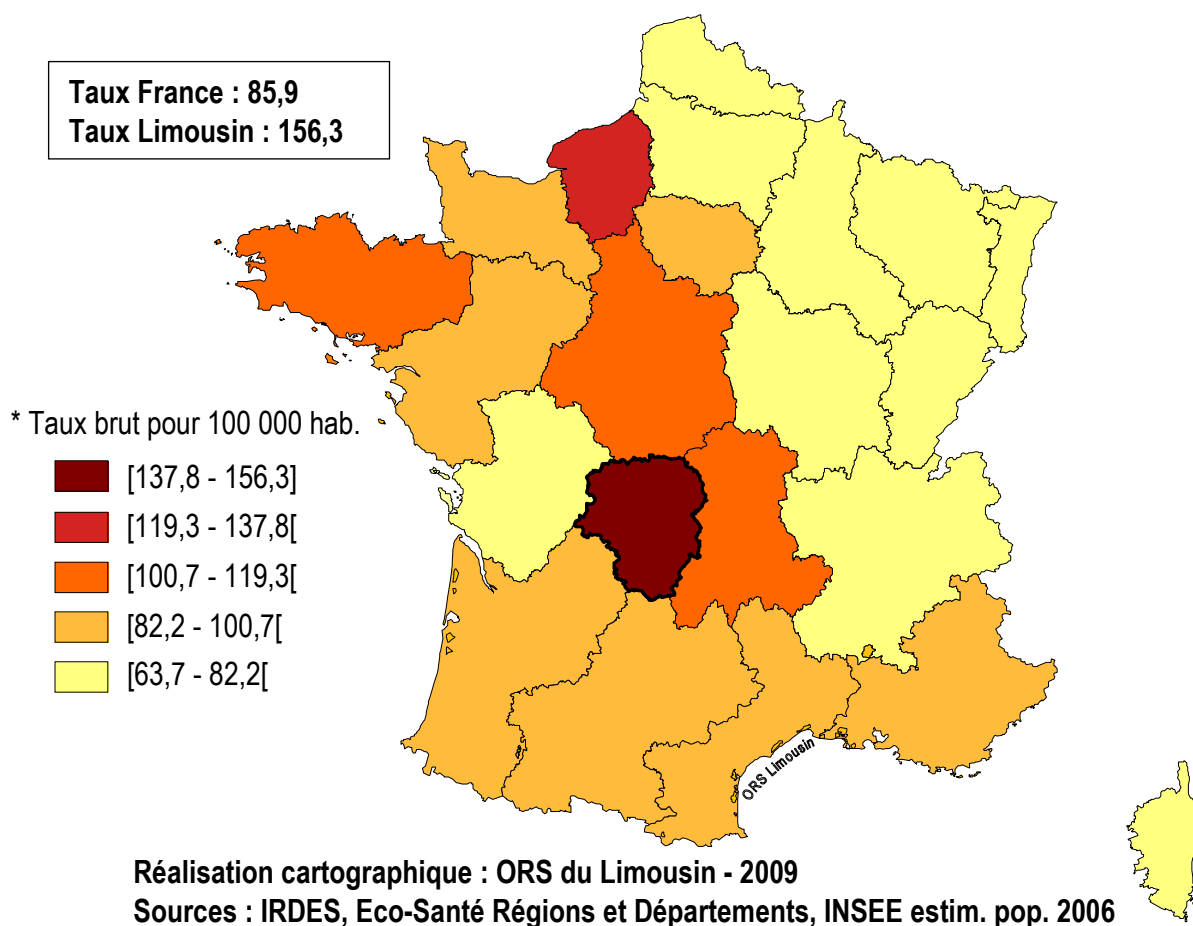 Taux France : 85,9
Taux Limousin : 156,3
* Taux brut pour 100 000 hab.
[137,8 - 156,3]
[119,3 - 137,8[
[100,7 - 119,3[
[82,2 - 100,7[
[63,7 - 82,2[
ORS Limousin
Réalisation cartographique : ORS du Limousin - 2009
Sources : IRDES, Eco-Santé Régions et Départements, INSEE estim. pop. 2006